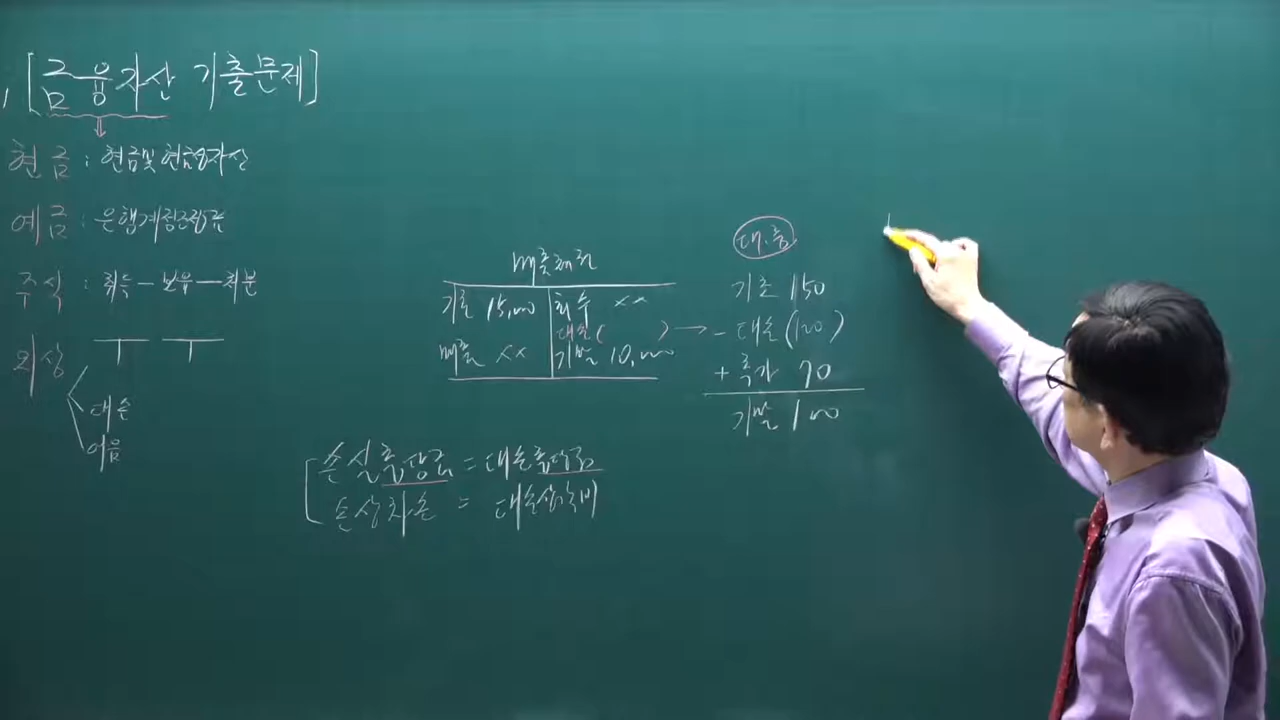 [금융자산 기출문제]
현금 : 현금및현금성자산
예금 : 은행계정조정표
주식 : 취득 - 보유 - 처분
외상
대손
어음
매출채권
기초 15,000 회수 xx
대손( )
매출 xx 기말 10,000
대.충
기초 150
- 대손 (120)
+ 추가 70
기말 100
손실충당금 = 대손충당금
손상차손 = 대손상각비